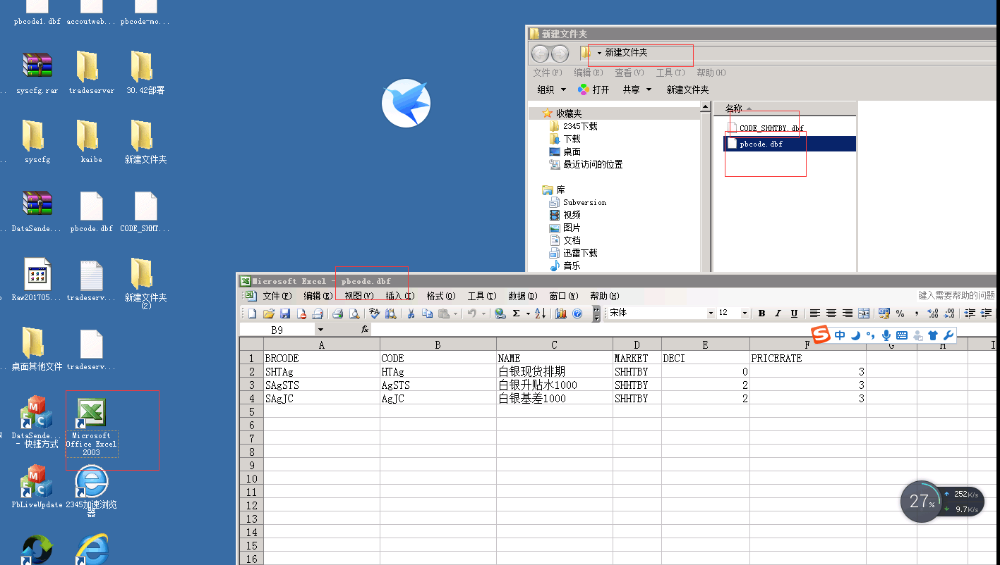 pbcode1.dbf accoutweb... pbcode-mo...
syscfg.rar tradeserver 30.42部署
syscfg kaibe 新建文件夹
DataSende... pbcode.dbf CODE_SHHT...
Raw201705... tradeserv... 新建文件夹
(2)
桌面其他文件 tradeserv...
DataSende...
- 快捷方式
Microsoft
Office Excel
2003
PbLiveUpdate 2345加速浏览
器
新建文件夹
新建文件夹
文件(F) 编辑(E) 查看(V) 工具(T) 帮助(H)
组织 打开 共享 新建文件夹
收藏夹
2345下载
下载
桌面
最近访问的位置
库
Subversion
视频
图片
文档
迅雷下载
音乐
名称
CODE_SHHTBY.dbf
pbcode.dbf
Microsoft Excel - pbcode.dbf
文件(F) 编辑(E) 视图(V) 插入(I) 格式(O) 工具(T) 数据(D) 窗口(W) 帮助(H) 键入需要帮助的问题
宋体 12 B I U
B9 fx
中
A B C D E F G H I
1 BRCODE CODE NAME MARKET DECI PRICERATE
2 SHTAg HTAg 白银现货排期 SHHTBY 0 3
3 SAgSTS AgSTS 白银升贴水1000 SHHTBY 2 3
4 SAgJC AgJC 白银基差1000 SHHTBY 2 3
5
6
7
8
9
10
11
12
13
14
15
16
27%
252K/s
9.7K/s